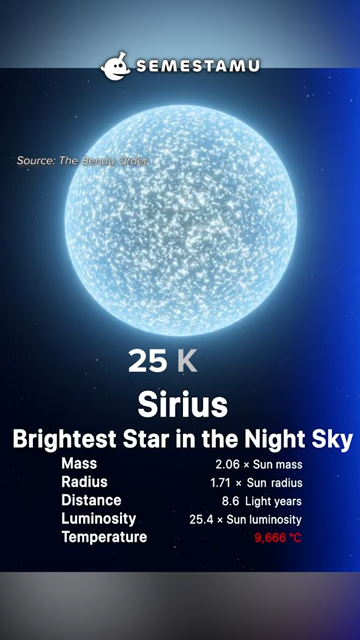 SEMESTAMU
Source: The Bendu Order
25 K
Sirius
Brightest Star in the Night Sky
Mass 2.06 × Sun mass
Radius 1.71 × Sun radius
Distance 8.6 Light years
Luminosity 25.4 × Sun luminosity
Temperature 9,666 °C